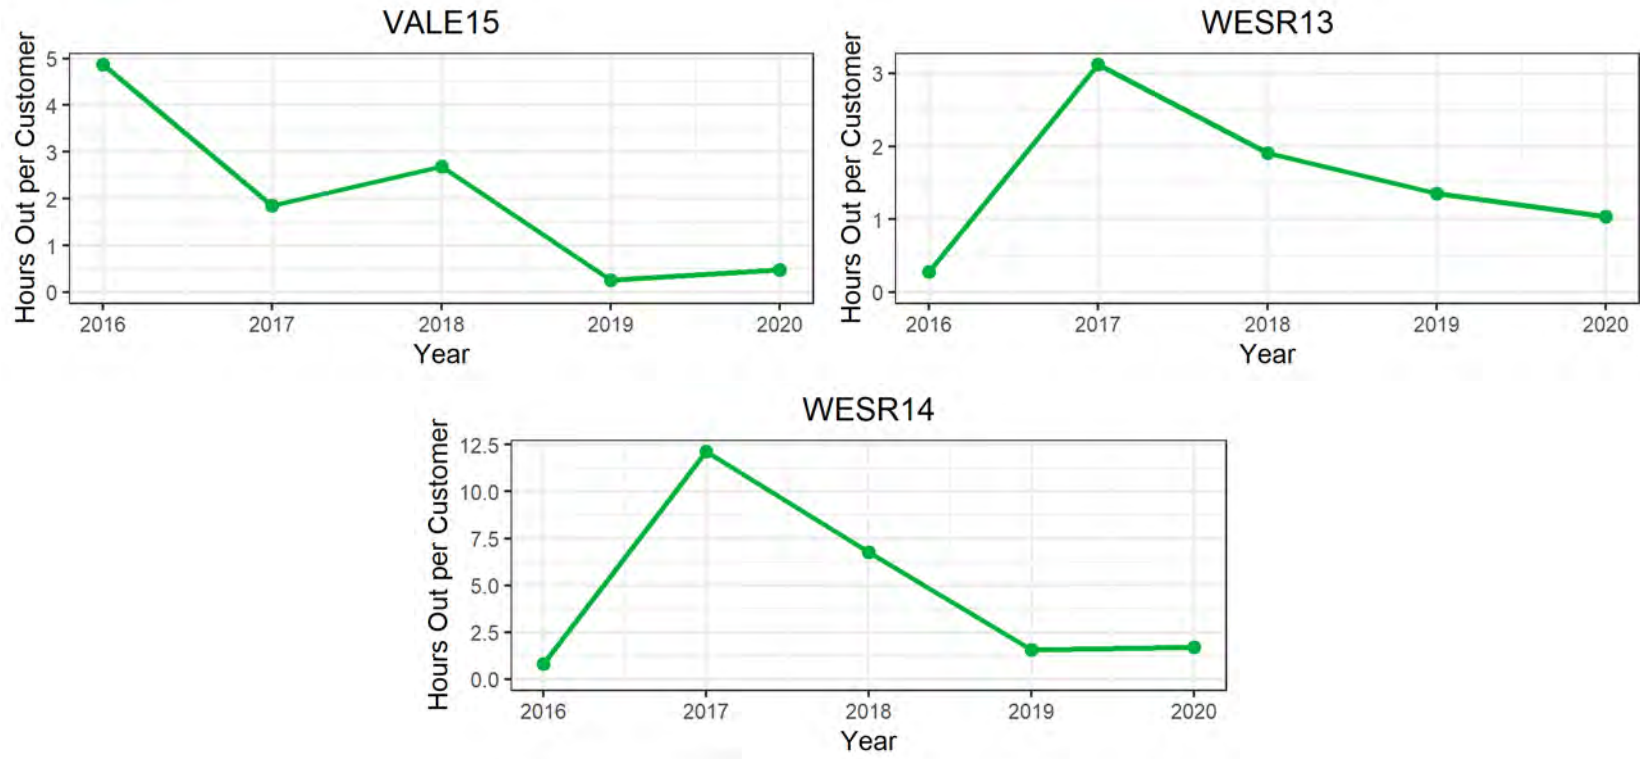 VALE15
Hours Out per Customer
5
4
3
2
1
0
2016 2017 2018 2019 2020
Year
WESR13
Hours Out per Customer
3
2
1
0
2016 2017 2018 2019 2020
Year
WESR14
Hours Out per Customer
12.5
10.0
7.5
5.0
2.5
0.0
2016 2017 2018 2019 2020
Year